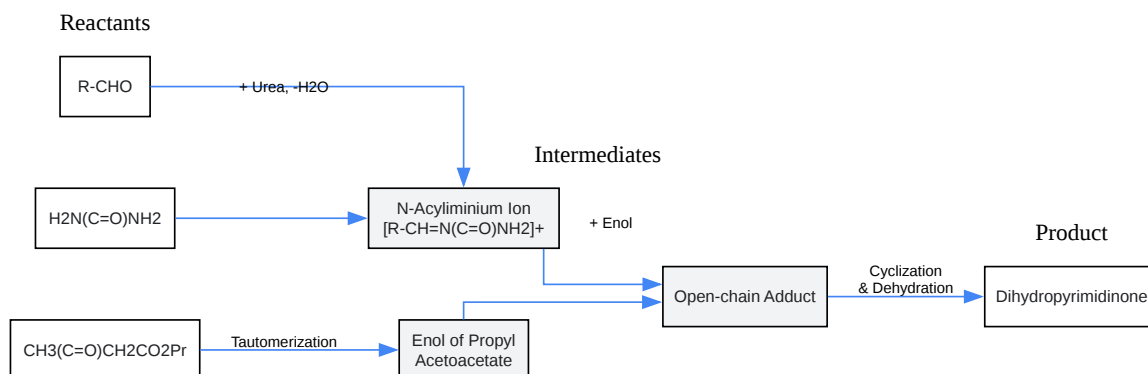 Reactants
R-CHO
+ Urea, -H2O
Intermediates
H2N(C=O)NH2
N-Acyliminium Ion
[R-CH=N(C=O)NH2]+
+ Enol
Product
Open-chain Adduct
Cyclization
& Dehydration
Dihydropyrimidinone
CH3(C=O)CH2CO2Pr
Tautomerization
Enol of Propyl
Acetoacetate